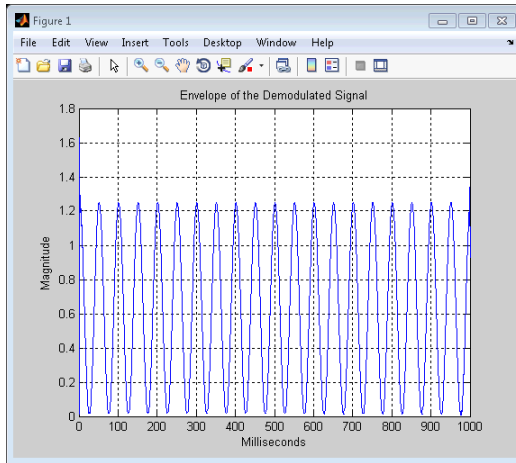 Figure 1
File Edit View Insert Tools Desktop Window Help
Envelope of the Demodulated Signal
1.8
1.6
1.4
1.2
1
0.8
0.6
0.4
0.2
0
Magnitude
0 100 200 300 400 500 600 700 800 900 1000
Milliseconds